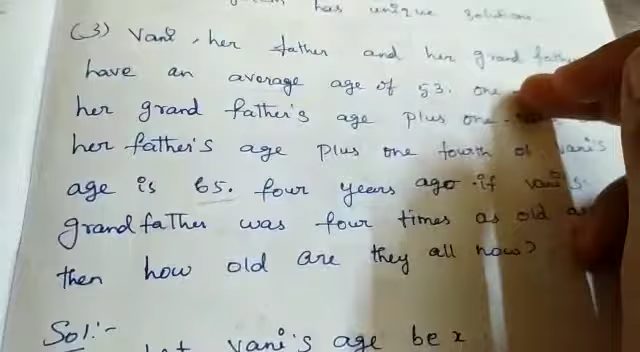 has unique solution.
(3) Vani, her father and her grand father
have an average age of 53. one
her grand father's age plus one
her father's age plus one fourth of Vani's
age is 65. four years ago if Vani's
grandfather was four times as old as
then how old are they all now?
Sol:-
let Vani's age be x